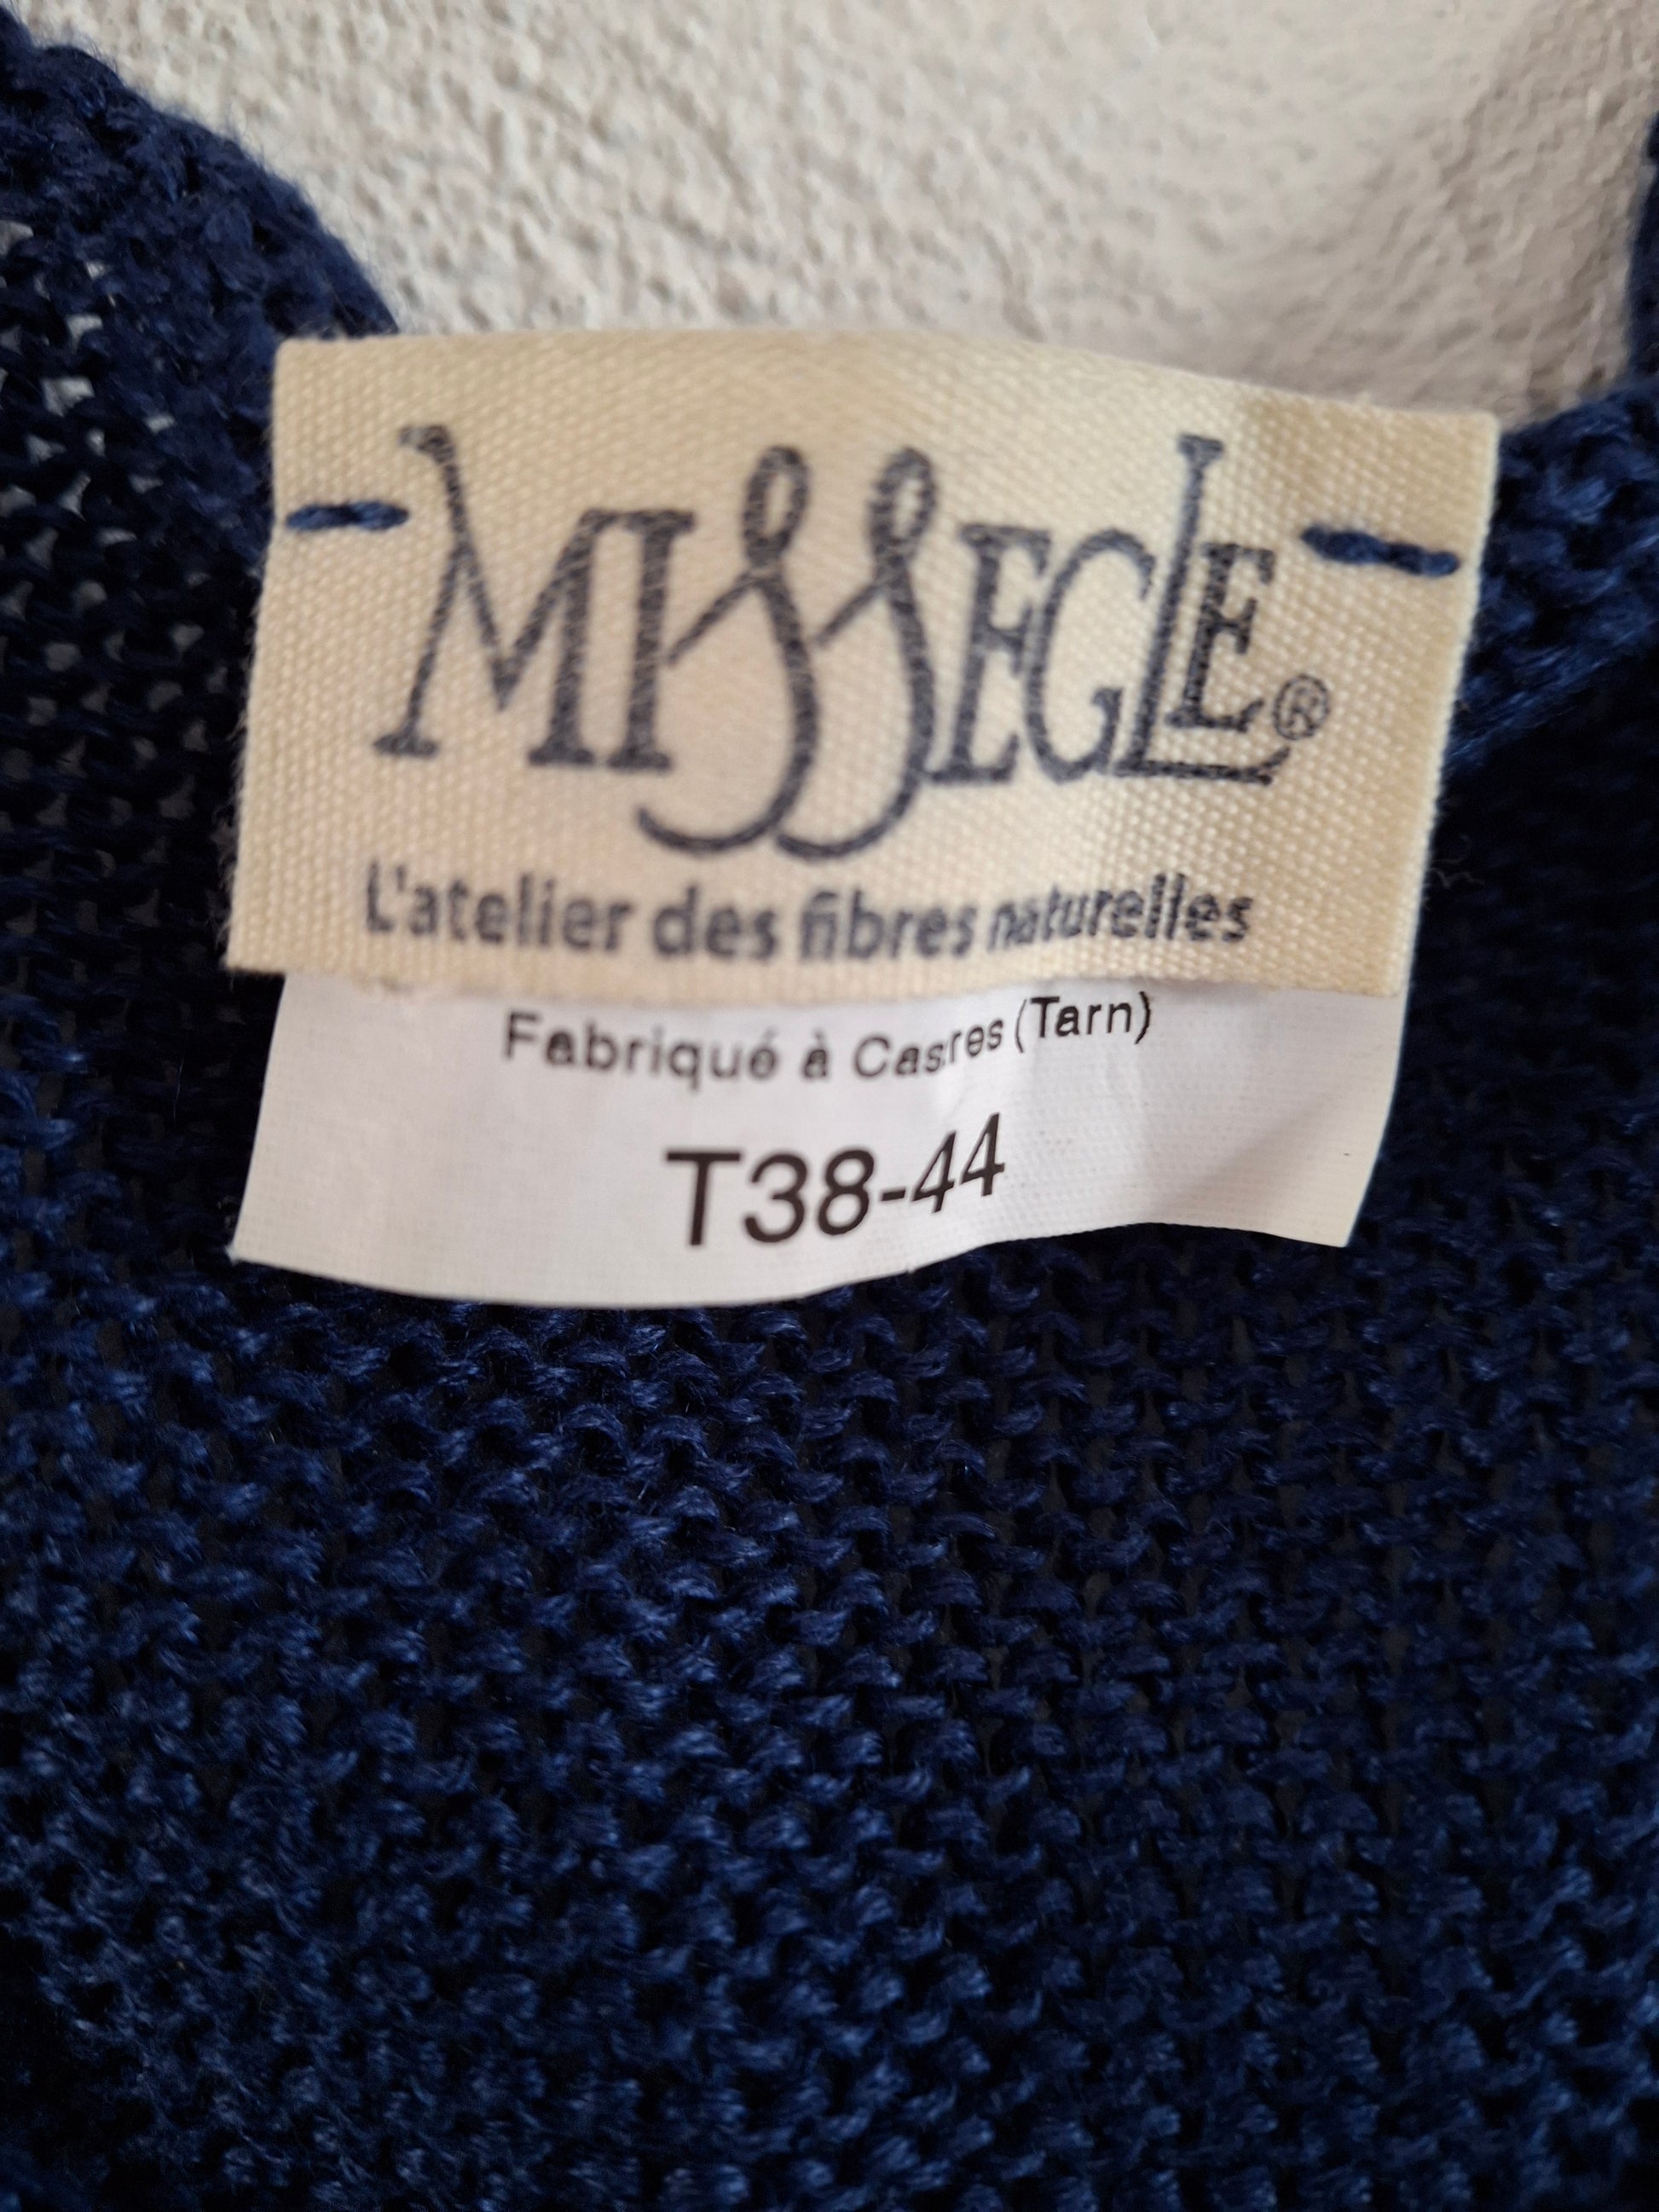 MISSEGLE®
L'atelier des fibres naturelles
Fabriqué à Castres (Tarn)
T38-44